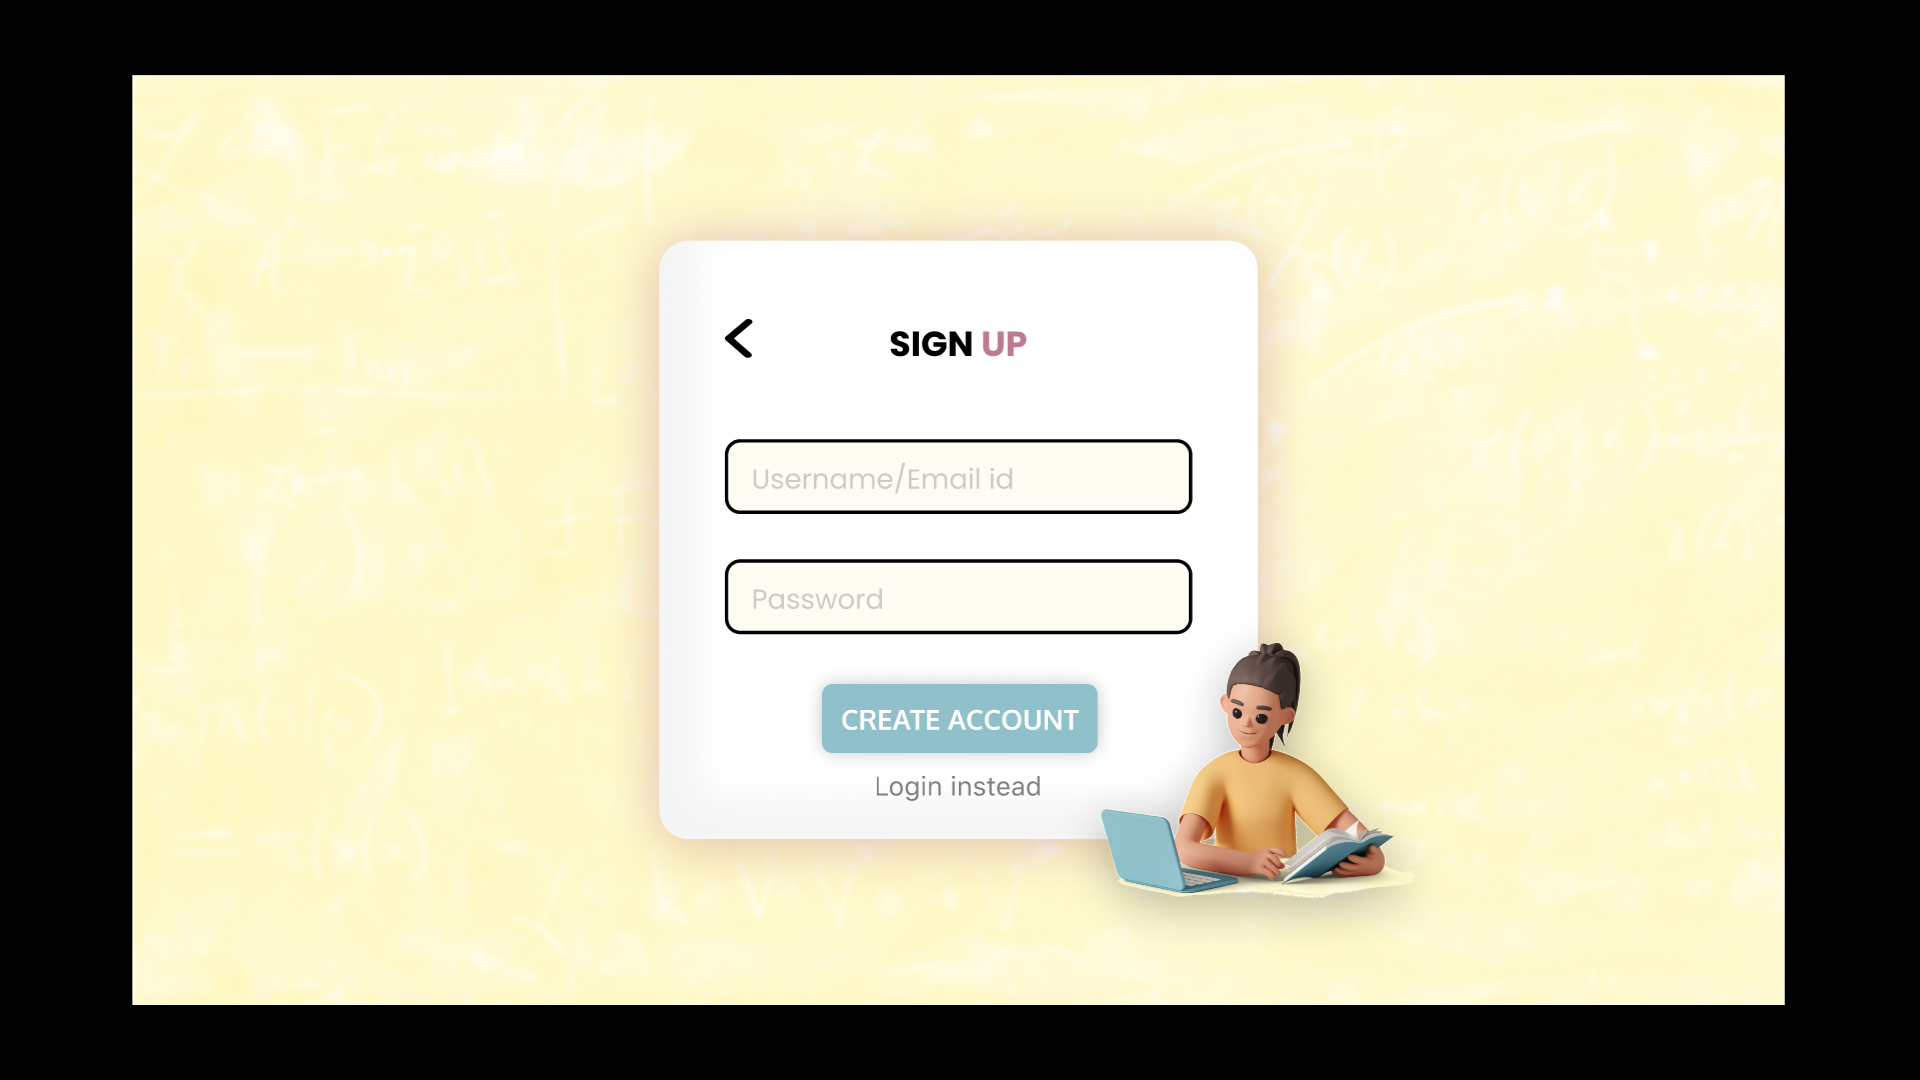 SIGN UP
Username/Email id
Password
CREATE ACCOUNT
Login instead